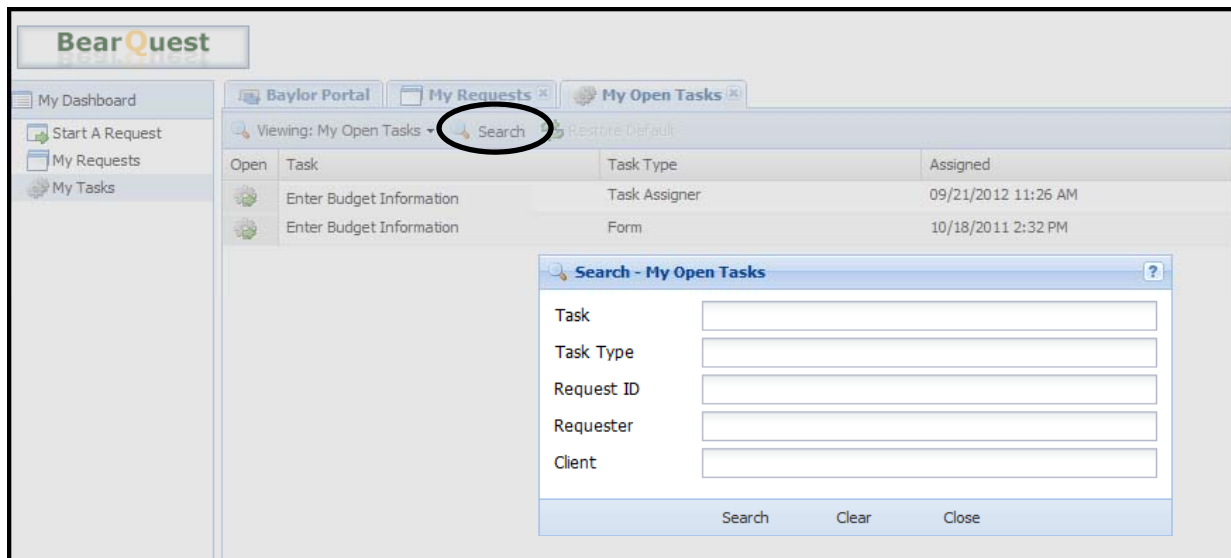 BearQuest
My Dashboard
Start A Request
My Requests
My Tasks
Baylor Portal My Requests My Open Tasks
Viewing: My Open Tasks Search Restore Default
Open Task Task Type Assigned
Enter Budget Information Task Assigner 09/21/2012 11:26 AM
Enter Budget Information Form 10/18/2011 2:32 PM
Search - My Open Tasks ?
Task
Task Type
Request ID
Requester
Client
Search Clear Close